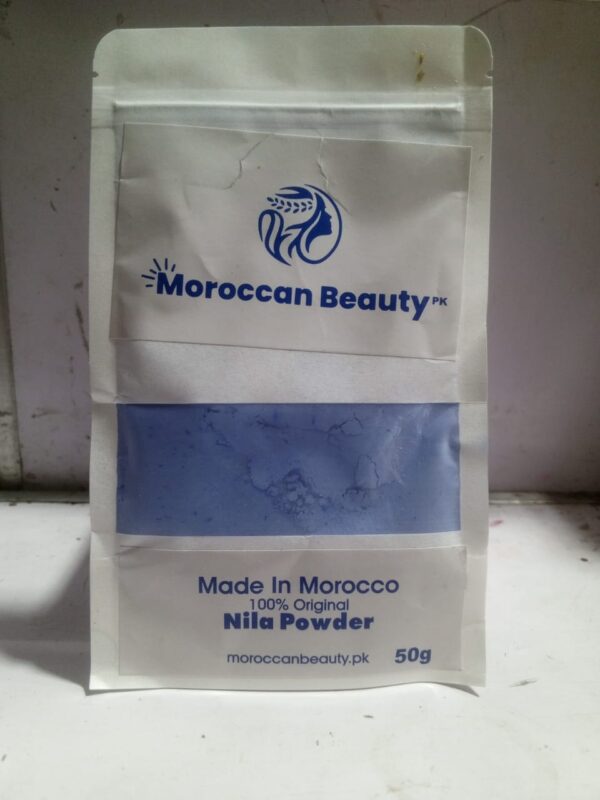 Moroccan Beauty PK
Made In Morocco
100% Original
Nila Powder
moroccanbeauty.pk 50g